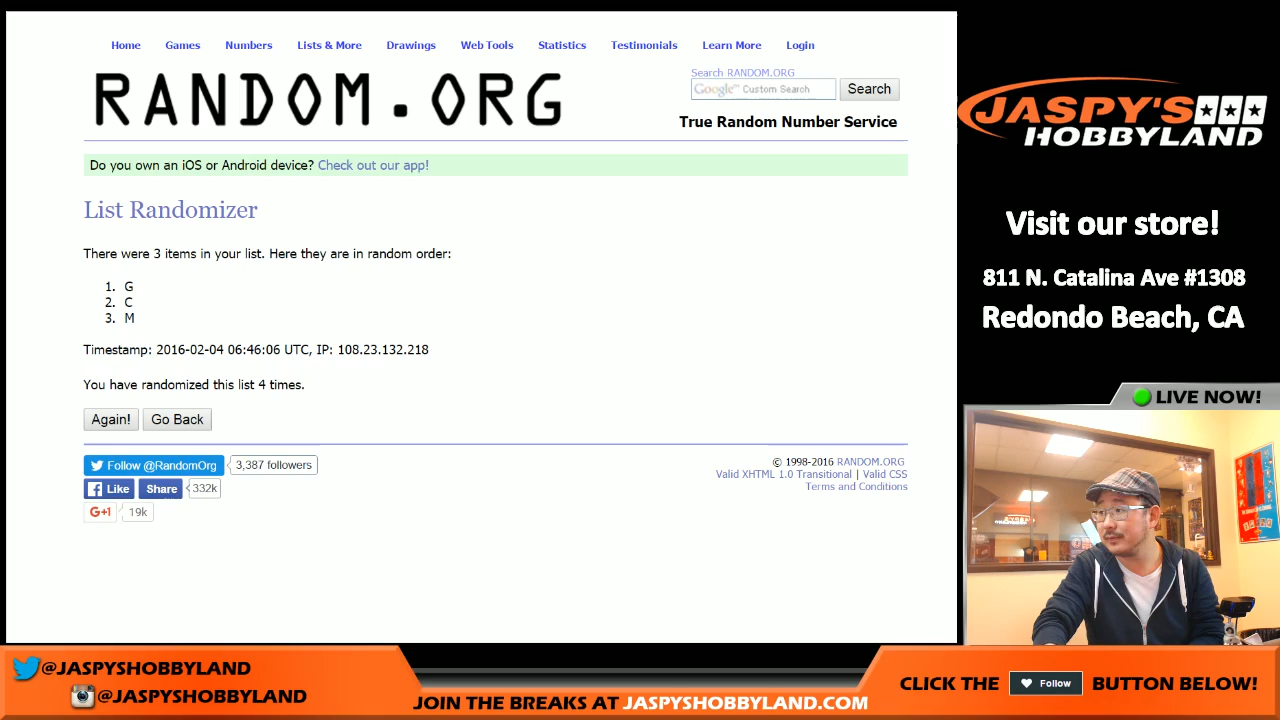 Home Games Numbers Lists & More Drawings Web Tools Statistics Testimonials Learn More Login
RANDOM.ORG
Search RANDOM.ORG
Google™ Custom Search
Search
True Random Number Service
Do you own an iOS or Android device? Check out our app!
List Randomizer
There were 3 items in your list. Here they are in random order:
1. G
2. C
3. M
Timestamp: 2016-02-04 06:46:06 UTC, IP: 108.23.132.218
You have randomized this list 4 times.
Again! Go Back
Follow @RandomOrg 3,387 followers
Like Share 332k
G+1 19k
© 1998-2016 RANDOM.ORG
Valid XHTML 1.0 Transitional | Valid CSS
Terms and Conditions
JASPY'S
HOBBYLAND
Visit our store!
811 N. Catalina Ave #1308
Redondo Beach, CA
LIVE NOW!
@JASPYSHOBBYLAND
@JASPYSHOBBYLAND
JOIN THE BREAKS AT JASPYSHOBBYLAND.COM
CLICK THE Follow BUTTON BELOW!